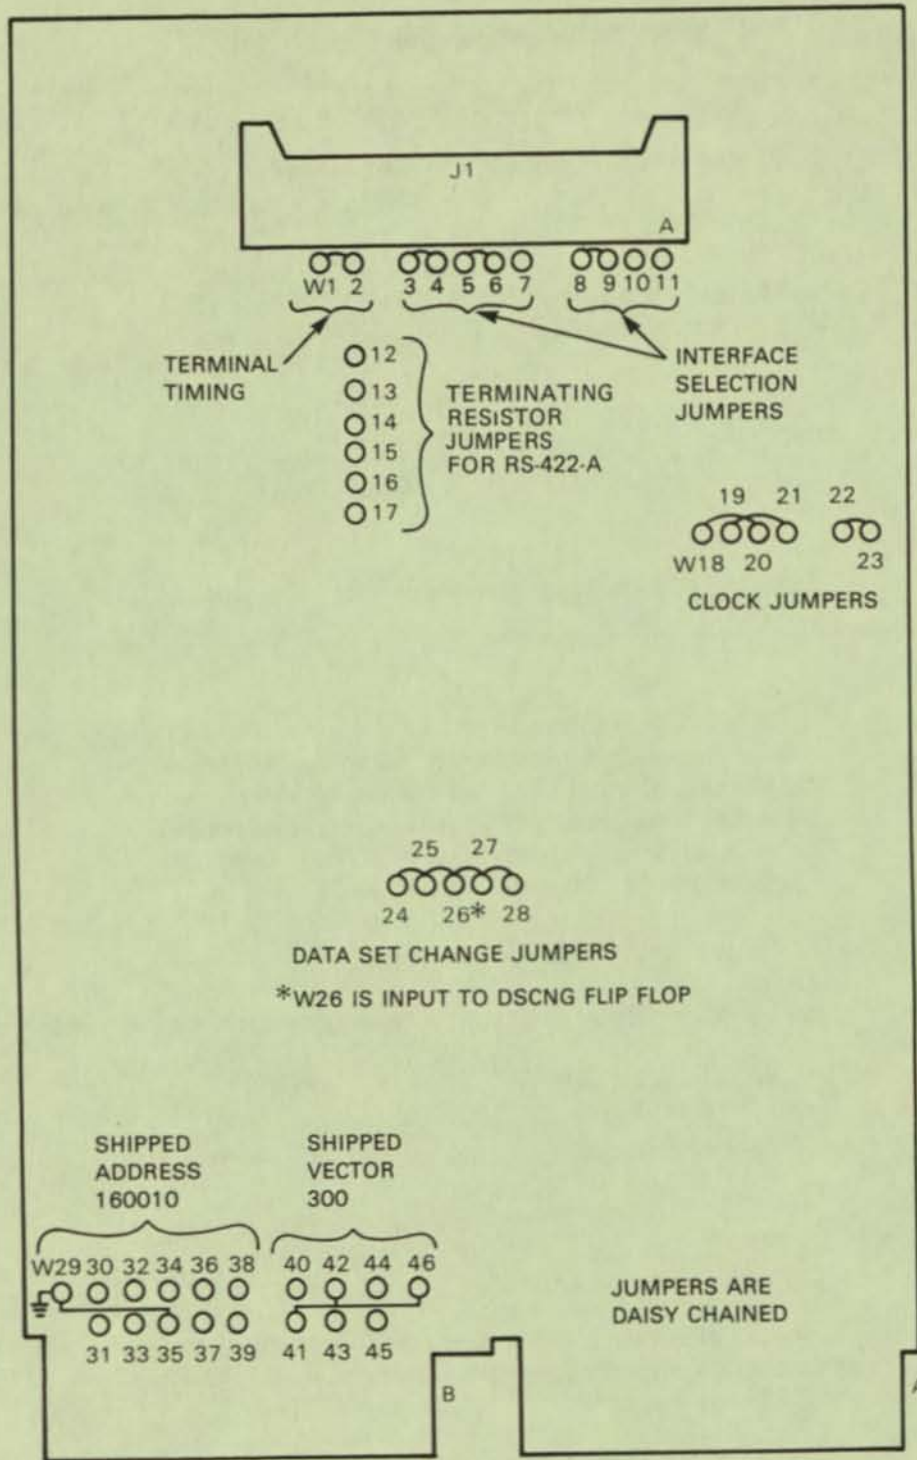 J1
A
W1 2 3 4 5 6 7 8 9 10 11
TERMINAL
TIMING
12
13
14
15
16
17
TERMINATING
RESISTOR
JUMPERS
FOR RS-422-A
INTERFACE
SELECTION
JUMPERS
19 21 22
W18 20 23
CLOCK JUMPERS
25 27
24 26* 28
DATA SET CHANGE JUMPERS
*W26 IS INPUT TO DSCNG FLIP FLOP
SHIPPED
ADDRESS
160010
SHIPPED
VECTOR
300
W29 30 32 34 36 38 40 42 44 46
31 33 35 37 39 41 43 45
JUMPERS ARE
DAISY CHAINED
B
A